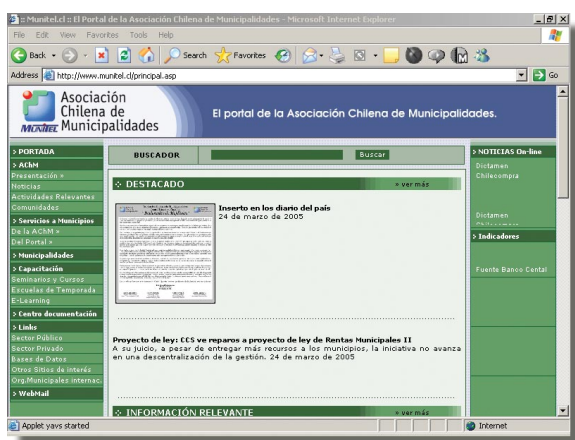 :: Munitel.cl :: El Portal de la Asociación Chilena de Municipalidades - Microsoft Internet Explorer
File Edit View Favorites Tools Help
Back Search Favorites
Address http://www.munitel.cl/principal.asp Go
Asociación
Chilena de
MUNITEL Municipalidades
El portal de la Asociación Chilena de Municipalidades.
> PORTADA
> AChM
Presentación »
Noticias
Actividades Relevantes
Comunidades
> Servicios a Municipios
De la AChM »
Del Portal »
> Municipalidades
> Capacitación
Seminarios y Cursos
Escuelas de Temporada
E-Learning
> Centro documentación
> Links
Sector Público
Sector Privado
Bases de Datos
Otros Sitios de interés
Org.Municipales internac.
> WebMail
BUSCADOR Buscar
DESTACADO » ver más
Inserto en los diario del país
24 de marzo de 2005
Proyecto de ley: CCS ve reparos a proyecto de ley de Rentas Municipales II
A su juicio, a pesar de entregar más recursos a los municipios, la iniciativa no avanza
en una descentralización de la gestión. 24 de marzo de 2005
INFORMACIÓN RELEVANTE » ver más
> NOTICIAS On-line
Dictamen
Chilecompra
Dictamen
> Indicadores
Fuente Banco Cental
Applet yavs started Internet